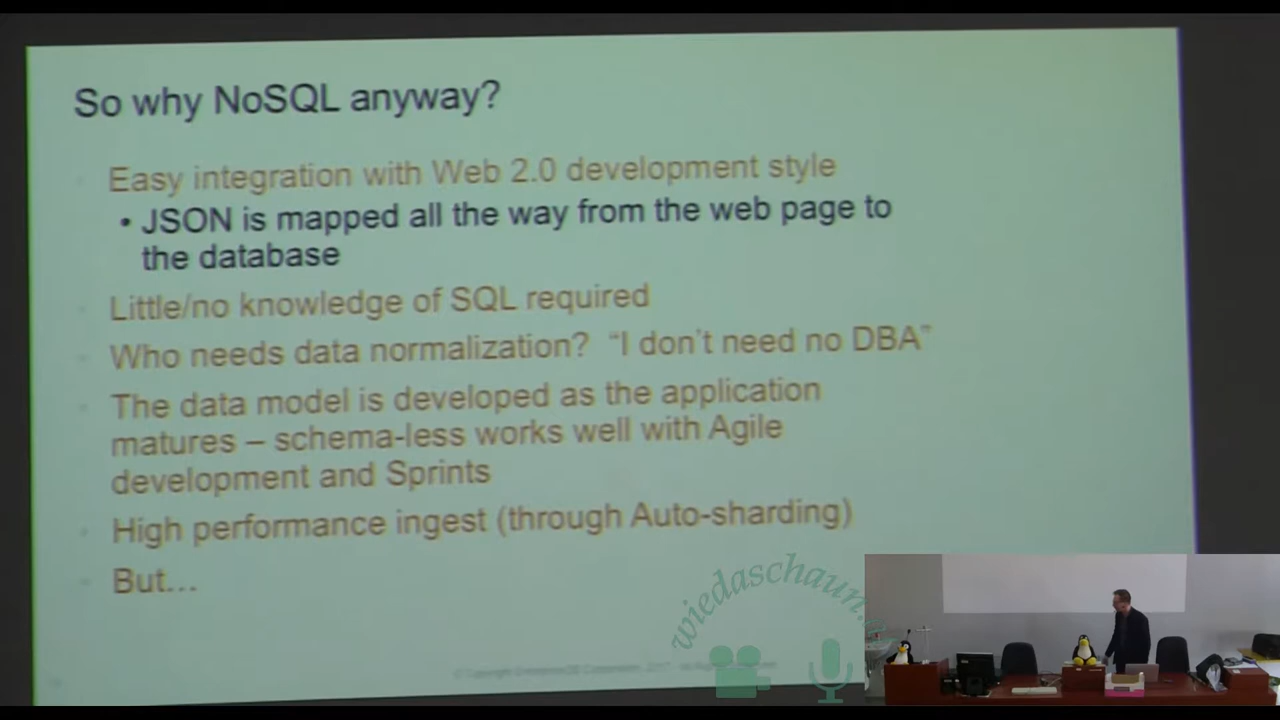 So why NoSQL anyway?
Easy integration with Web 2.0 development style
• JSON is mapped all the way from the web page to
the database
Little/no knowledge of SQL required
Who needs data normalization? “I don’t need no DBA”
The data model is developed as the application
matures – schema-less works well with Agile
development and Sprints
High performance ingest (through Auto-sharding)
But...